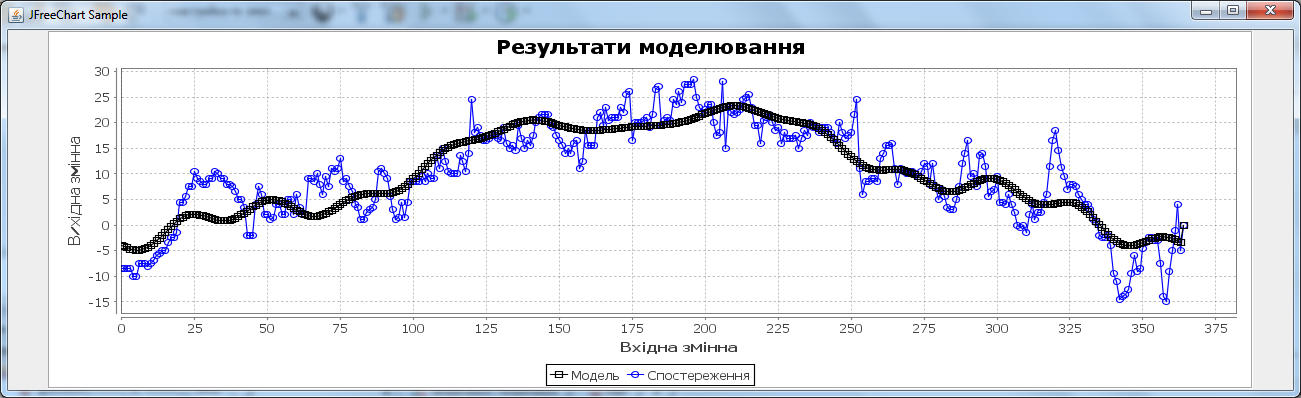 JFreeChart Sample
Результати моделювання
30
25
20
15
10
5
0
-5
-10
-15
В/хідна змінна
0 25 50 75 100 125 150 175 200 225 250 275 300 325 350 375
Вхідна змінна
Модель Спостереження